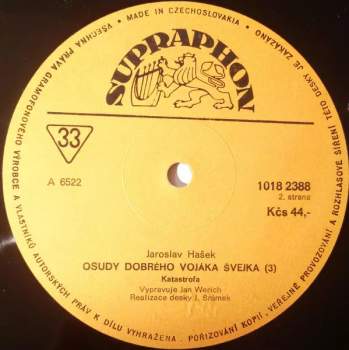 VŠECHNA PRÁVA GRAMOFONOVÉHO VÝROBCE A VLASTNÍKŮ AUTORSKÝCH PRÁV K DÍLU VYHRAZENA. POŘIZOVÁNÍ KOPIÍ, VEŘEJNÉ PROVOZOVÁNÍ A ROZHLASOVÉ ŠÍŘENÍ TÉTO DESKY JE ZAKÁZÁNO
• MADE IN CZECHOSLOVAKIA •
SUPRAPHON
33
A 6522
1018 2388
2. strana
Kčs 44,-
Jaroslav Hašek
OSUDY DOBRÉHO VOJÁKA ŠVEJKA (3)
Katastrofa
Vypravuje Jan Werich
Realizace desky J. Šrámek